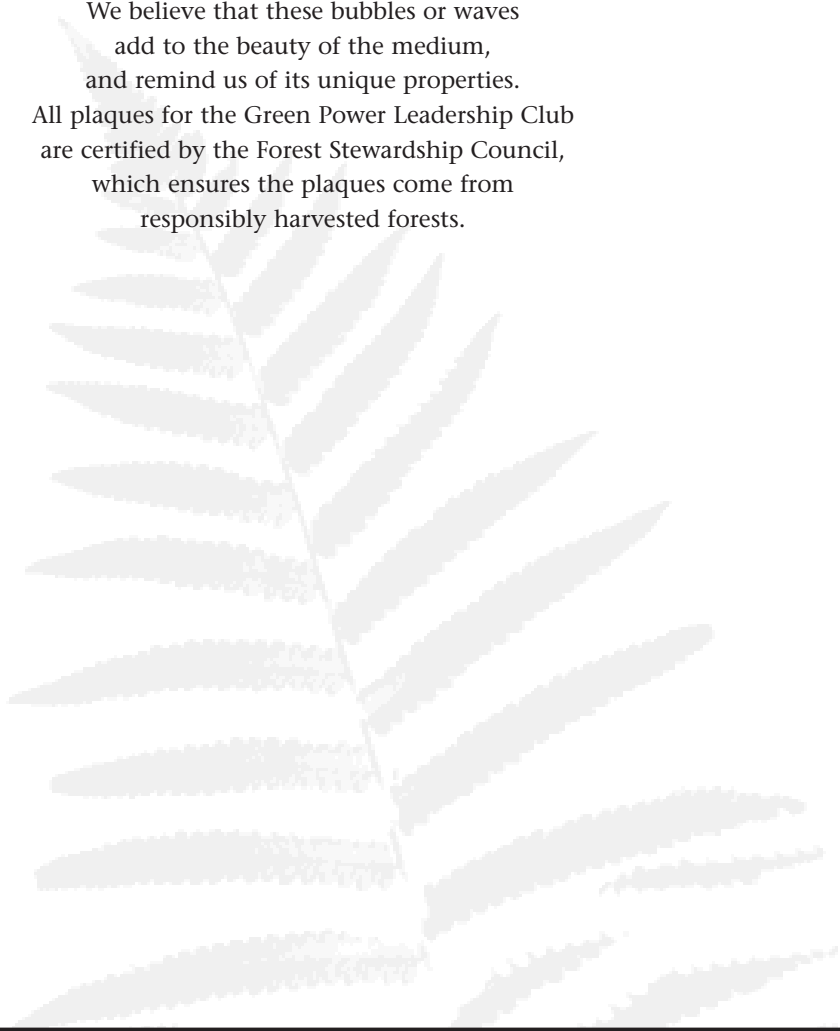 We believe that these bubbles or waves
add to the beauty of the medium,
and remind us of its unique properties.
All plaques for the Green Power Leadership Club
are certified by the Forest Stewardship Council,
which ensures the plaques come from
responsibly harvested forests.